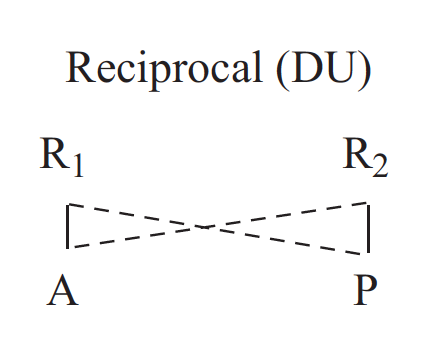 Reciprocal (DU)
R₁ R₂
A P